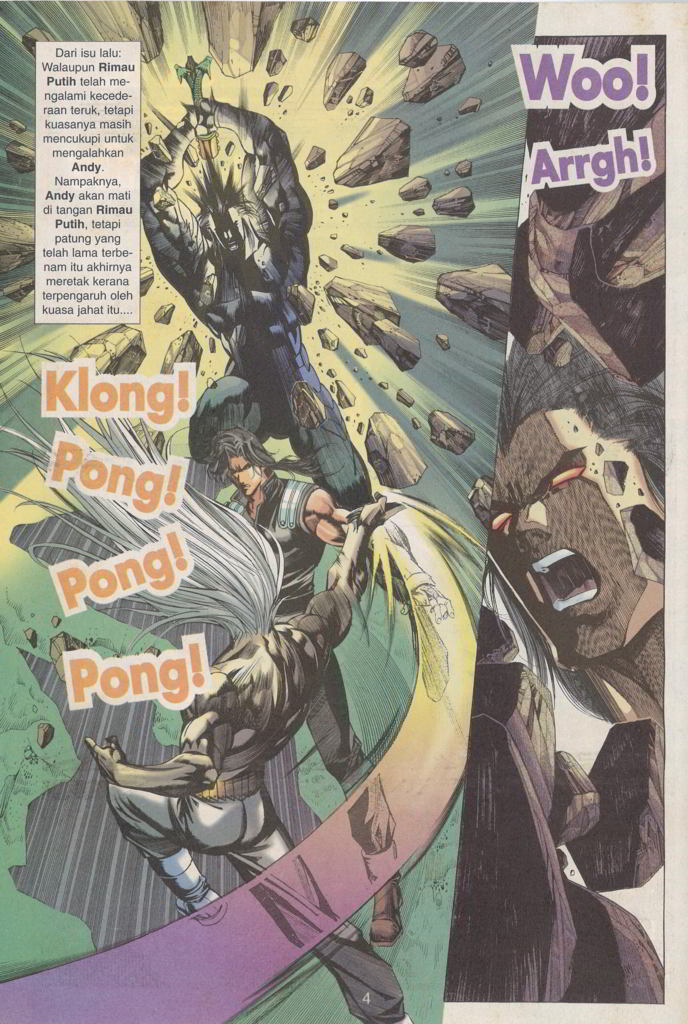 Dari isu lalu:
Walaupun Rimau
Putih telah me-
ngalami kecede-
raan teruk, tetapi
kuasanya masih
mencukupi untuk
mengalahkan
Andy.
Nampaknya,
Andy akan mati
di tangan Rimau
Putih, tetapi
patung yang
telah lama terbe-
nam itu akhirnya
meretak kerana
terpengaruh oleh
kuasa jahat itu....
Woo!
Arrgh!
Klong!
Pong!
Pong!
Pong!
4